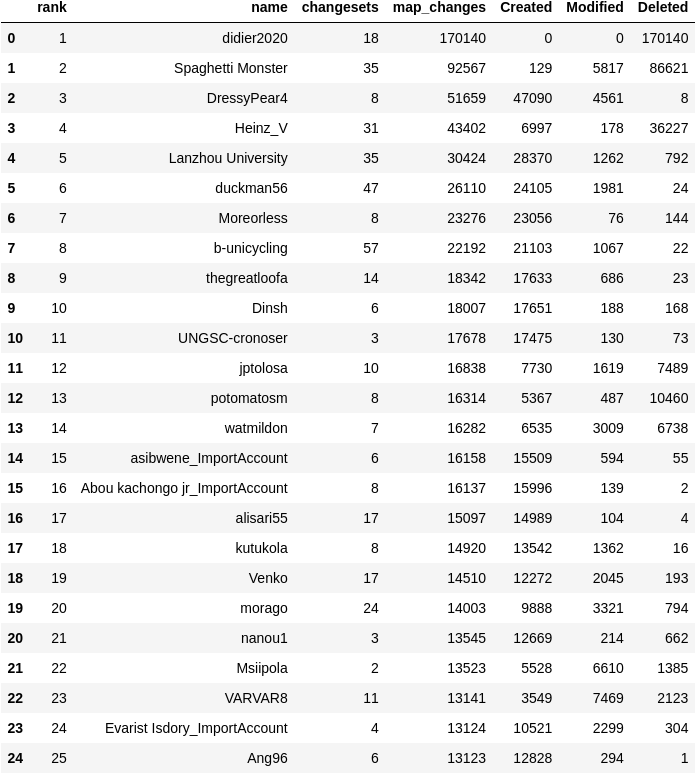 rank name changesets map_changes Created Modified Deleted
0 1 didier2020 18 170140 0 0 170140
1 2 Spaghetti Monster 35 92567 129 5817 86621
2 3 DressyPear4 8 51659 47090 4561 8
3 4 Heinz_V 31 43402 6997 178 36227
4 5 Lanzhou University 35 30424 28370 1262 792
5 6 duckman56 47 26110 24105 1981 24
6 7 Moreorless 8 23276 23056 76 144
7 8 b-unicycling 57 22192 21103 1067 22
8 9 thegreatloofa 14 18342 17633 686 23
9 10 Dinsh 6 18007 17651 188 168
10 11 UNGSC-cronoser 3 17678 17475 130 73
11 12 jptolosa 10 16838 7730 1619 7489
12 13 potomatosm 8 16314 5367 487 10460
13 14 watmildon 7 16282 6535 3009 6738
14 15 asibwene_ImportAccount 6 16158 15509 594 55
15 16 Abou kachongo jr_ImportAccount 8 16137 15996 139 2
16 17 alisari55 17 15097 14989 104 4
17 18 kutukola 8 14920 13542 1362 16
18 19 Venko 17 14510 12272 2045 193
19 20 morago 24 14003 9888 3321 794
20 21 nanou1 3 13545 12669 214 662
21 22 Msiipola 2 13523 5528 6610 1385
22 23 VARVAR8 11 13141 3549 7469 2123
23 24 Evarist Isdory_ImportAccount 4 13124 10521 2299 304
24 25 Ang96 6 13123 12828 294 1